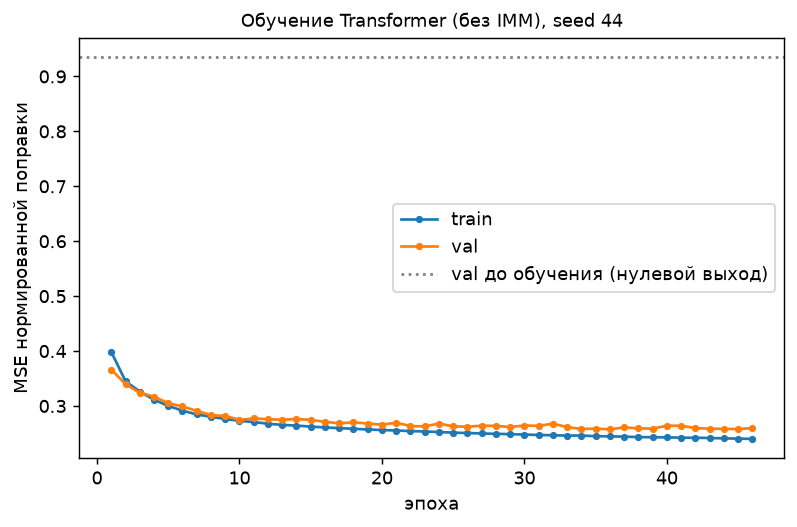 Обучение Transformer (без IMM), seed 44
MSE нормированной поправки
0.9
0.8
0.7
0.6
0.5
0.4
0.3
train
val
val до обучения (нулевой выход)
0
10
20
30
40
эпоха